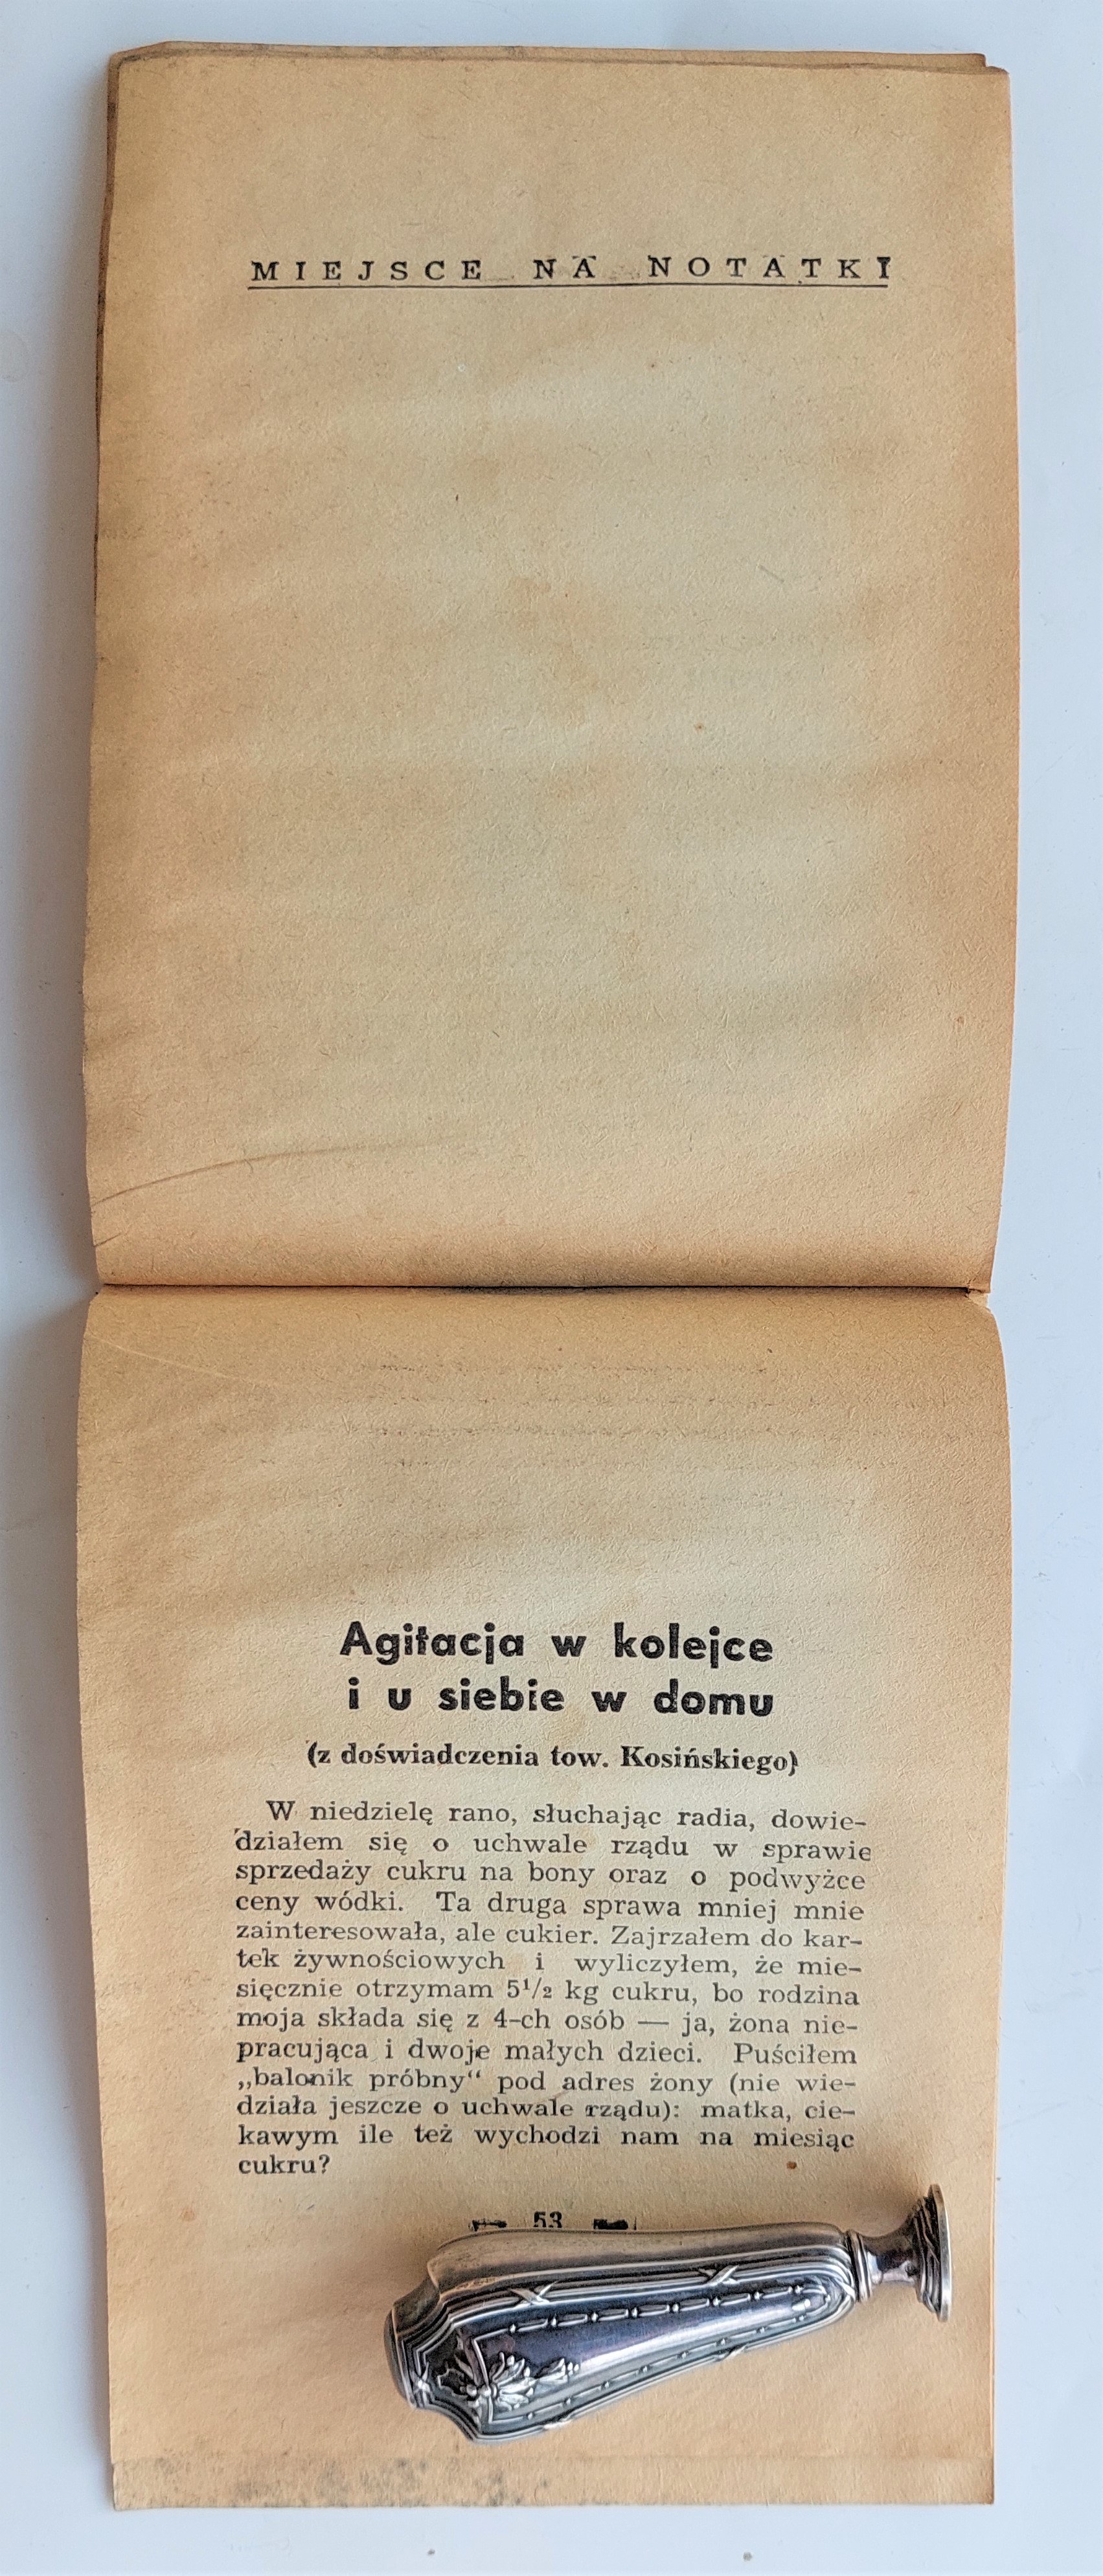 MIEJSCE NA NOTATKI
Agitacja w kolejce
i u siebie w domu
(z doświadczenia tow. Kosińskiego)
W niedzielę rano, słuchając radia, dowie-
działem się o uchwale rządu w sprawie
sprzedaży cukru na bony oraz o podwyżce
ceny wódki. Ta druga sprawa mniej mnie
zainteresowała, ale cukier. Zajrzałem do kar-
tek żywnościowych i wyliczyłem, że mie-
sięcznie otrzymam 5¹/₂ kg cukru, bo rodzina
moja składa się z 4-ch osób — ja, żona nie-
pracująca i dwoje małych dzieci. Puściłem
„balonik próbny“ pod adres żony (nie wie-
działa jeszcze o uchwale rządu): matka, cie-
kawym ile też wychodzi nam na miesiąc
cukru?
53